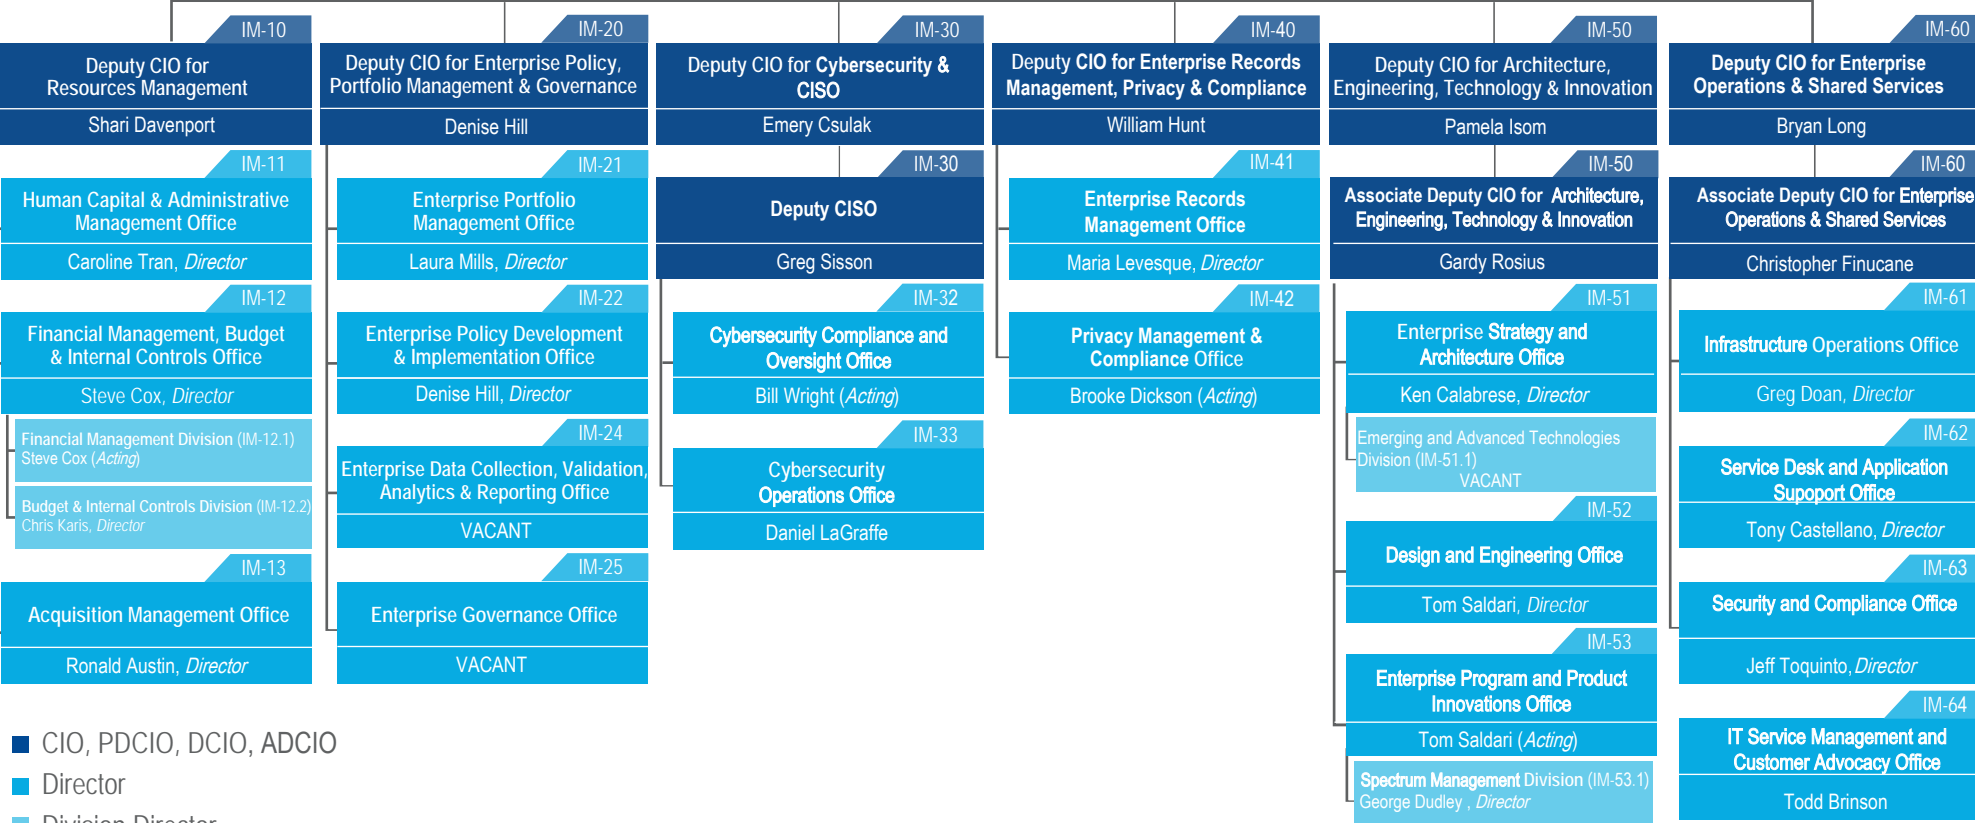 IM-10
Deputy CIO for
Resources Management
Shari Davenport
IM-11
Human Capital & Administrative
Management Office
Caroline Tran, Director
IM-12
Financial Management, Budget
& Internal Controls Office
Steve Cox, Director
Financial Management Division (IM-12.1)
Steve Cox (Acting)
Budget & Internal Controls Division (IM-12.2)
Chris Karis, Director
IM-13
Acquisition Management Office
Ronald Austin, Director
IM-20
Deputy CIO for Enterprise Policy,
Portfolio Management & Governance
Denise Hill
IM-21
Enterprise Portfolio
Management Office
Laura Mills, Director
IM-22
Enterprise Policy Development
& Implementation Office
Denise Hill, Director
IM-24
Enterprise Data Collection, Validation,
Analytics & Reporting Office
VACANT
IM-25
Enterprise Governance Office
VACANT
IM-30
Deputy CIO for Cybersecurity &
CISO
Emery Csulak
IM-30
Deputy CISO
Greg Sisson
IM-32
Cybersecurity Compliance and
Oversight Office
Bill Wright (Acting)
IM-33
Cybersecurity
Operations Office
Daniel LaGraffe
IM-40
Deputy CIO for Enterprise Records
Management, Privacy & Compliance
William Hunt
IM-41
Enterprise Records
Management Office
Maria Levesque, Director
IM-42
Privacy Management &
Compliance Office
Brooke Dickson (Acting)
IM-50
Deputy CIO for Architecture,
Engineering, Technology & Innovation
Pamela Isom
IM-50
Associate Deputy CIO for Architecture,
Engineering, Technology & Innovation
Gardy Rosius
IM-51
Enterprise Strategy and
Architecture Office
Ken Calabrese, Director
Emerging and Advanced Technologies
Division (IM-51.1)
VACANT
IM-52
Design and Engineering Office
Tom Saldari, Director
IM-53
Enterprise Program and Product
Innovations Office
Tom Saldari (Acting)
Spectrum Management Division (IM-53.1)
George Dudley , Director
IM-60
Deputy CIO for Enterprise
Operations & Shared Services
Bryan Long
IM-60
Associate Deputy CIO for Enterprise
Operations & Shared Services
Christopher Finucane
IM-61
Infrastructure Operations Office
Greg Doan, Director
IM-62
Service Desk and Application
Supoport Office
Tony Castellano, Director
IM-63
Security and Compliance Office
Jeff Toquinto, Director
IM-64
IT Service Management and
Customer Advocacy Office
Todd Brinson
CIO, PDCIO, DCIO, ADCIO
Director
Division Director